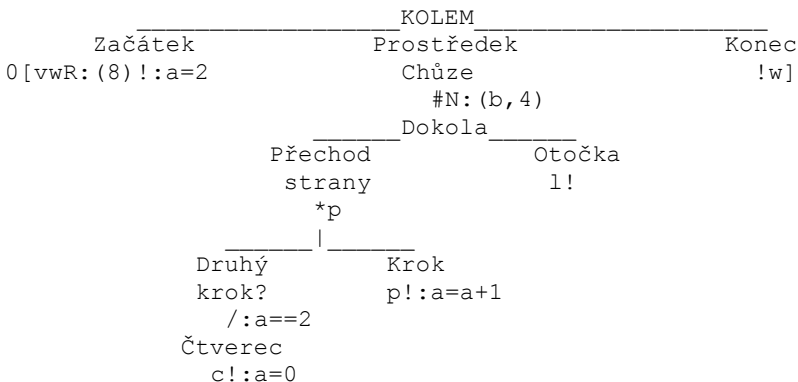 KOLEM
Začátek Prostředek Konec
0[vwR:(8)!:a=2 Chůze !w]
#N:(b,4)
Dokola
Přechod Otočka
strany l!
*p
|
Druhý Krok
krok? p!:a=a+1
/:a==2
Čtverec
c!:a=0